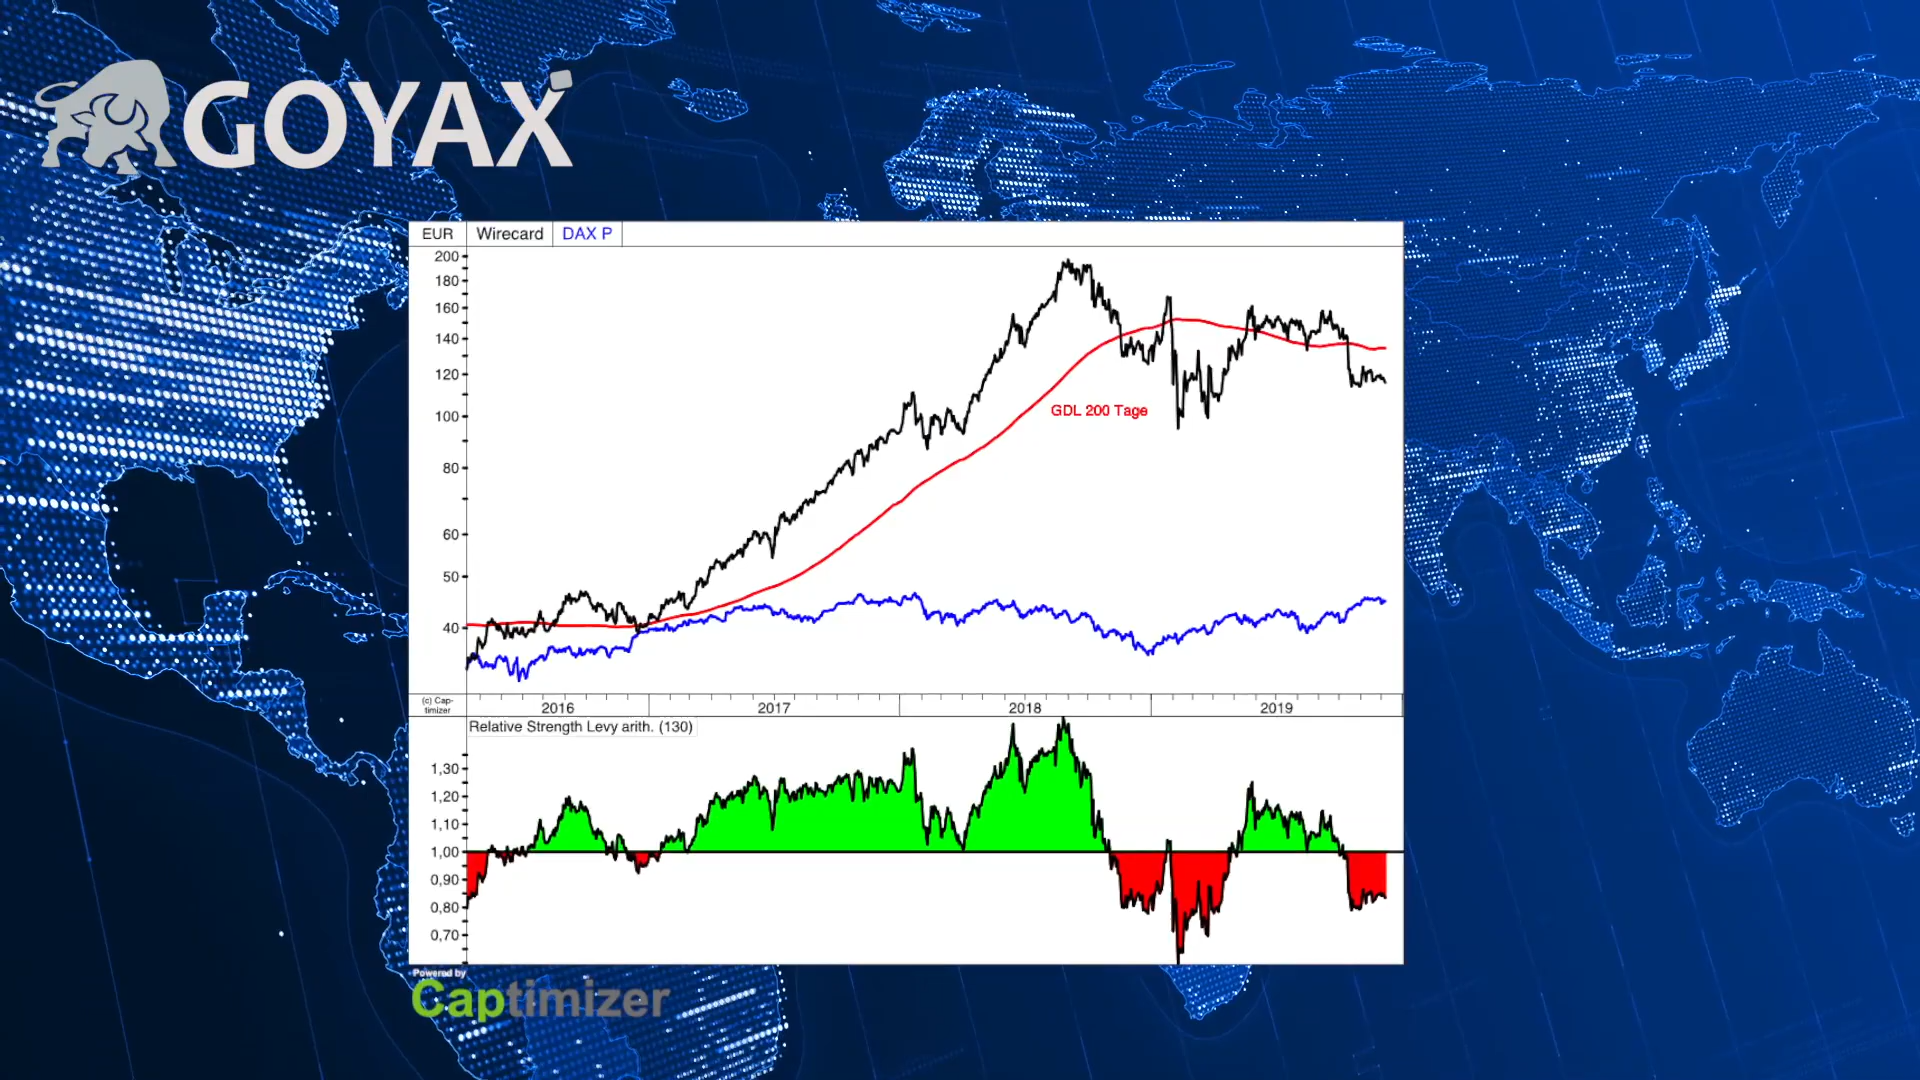 GOYAX
EUR Wirecard DAX P
200
180
160
140
120
100
80
60
50
40
GDL 200 Tage
(c) Cap-
timizer
2016 2017 2018 2019
Relative Strength Levy arith. (130)
1,30
1,20
1,10
1,00
0,90
0,80
0,70
Powered by
Captimizer